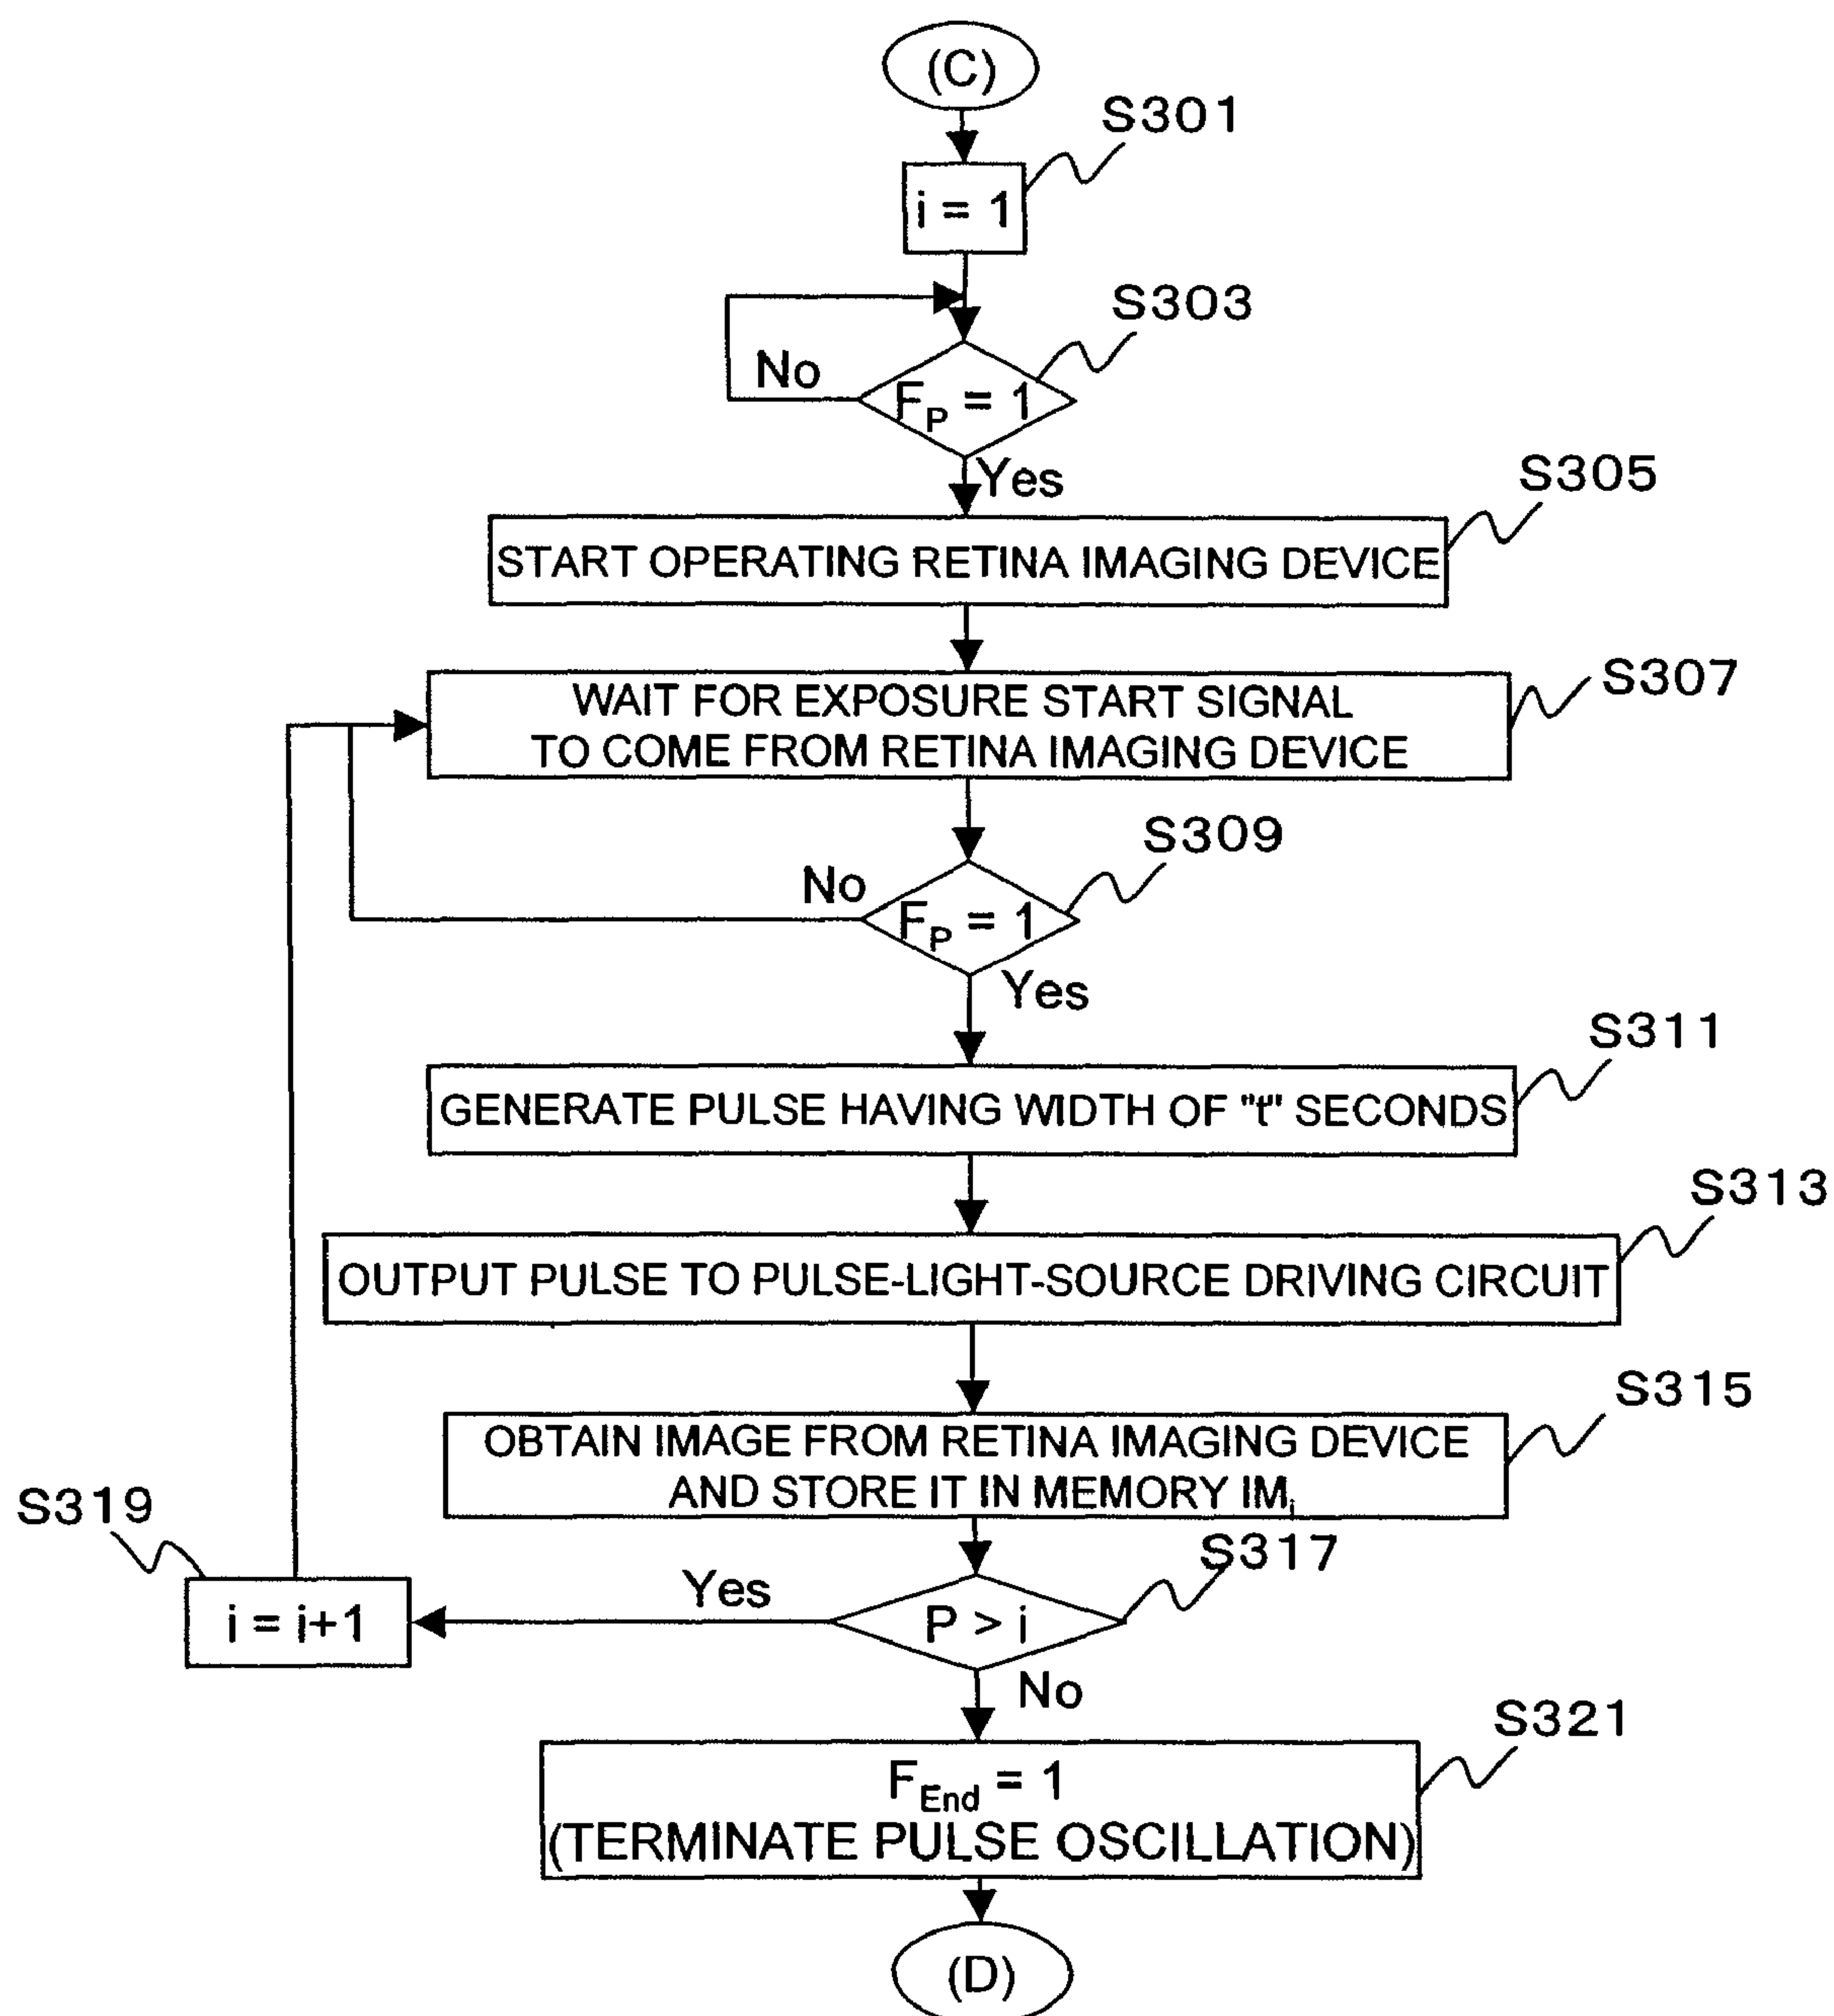 (C)
S301
i = 1
S303
No
F_P = 1
Yes
S305
START OPERATING RETINA IMAGING DEVICE
S307
WAIT FOR EXPOSURE START SIGNAL
TO COME FROM RETINA IMAGING DEVICE
S309
No
F_P = 1
Yes
S311
GENERATE PULSE HAVING WIDTH OF "t" SECONDS
S313
OUTPUT PULSE TO PULSE-LIGHT-SOURCE DRIVING CIRCUIT
S315
OBTAIN IMAGE FROM RETINA IMAGING DEVICE
AND STORE IT IN MEMORY IM_i
S319
S317
Yes
i = i+1
P > i
No
S321
F_End = 1
(TERMINATE PULSE OSCILLATION)
(D)